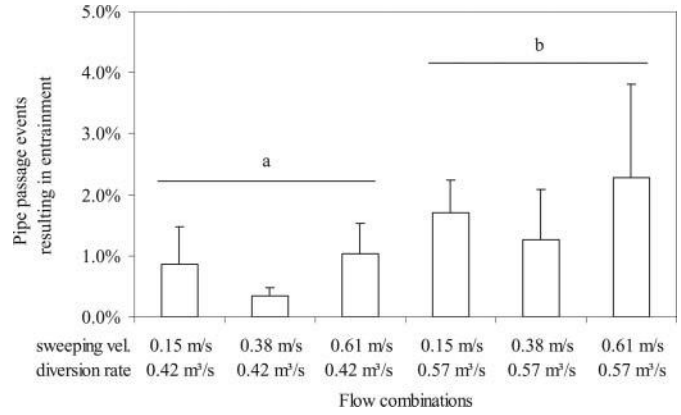 5.0%
b
4.0%
3.0%
a
2.0%
1.0%
0.0%
Pipe passage events
resulting in entrainment
sweeping vel. 0.15 m/s 0.38 m/s 0.61 m/s 0.15 m/s 0.38 m/s 0.61 m/s
diversion rate 0.42 m³/s 0.42 m³/s 0.42 m³/s 0.57 m³/s 0.57 m³/s 0.57 m³/s
Flow combinations